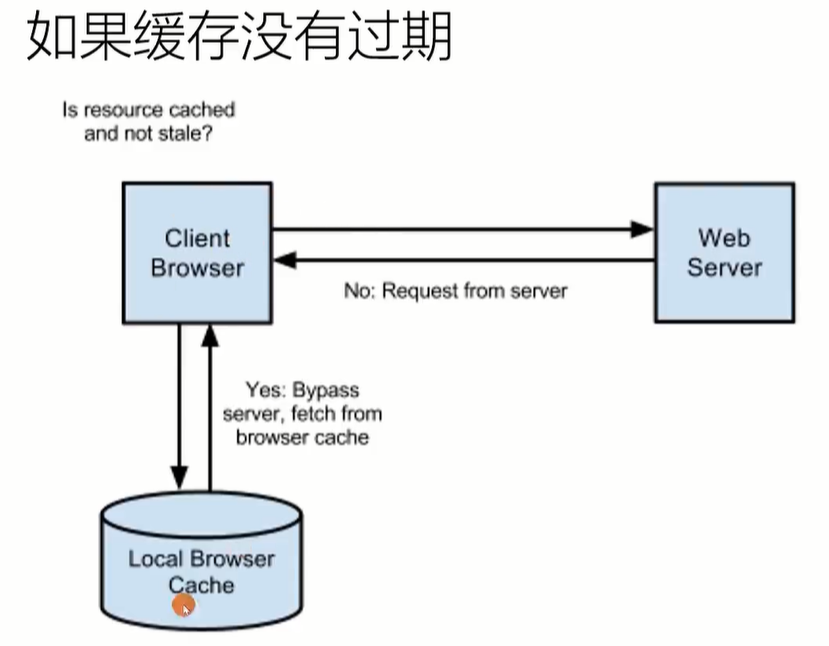 如果缓存没有过期
Is resource cached
and not stale?
Client
Browser
Web
Server
No: Request from server
Yes: Bypass
server, fetch from
browser cache
Local Browser
Cache